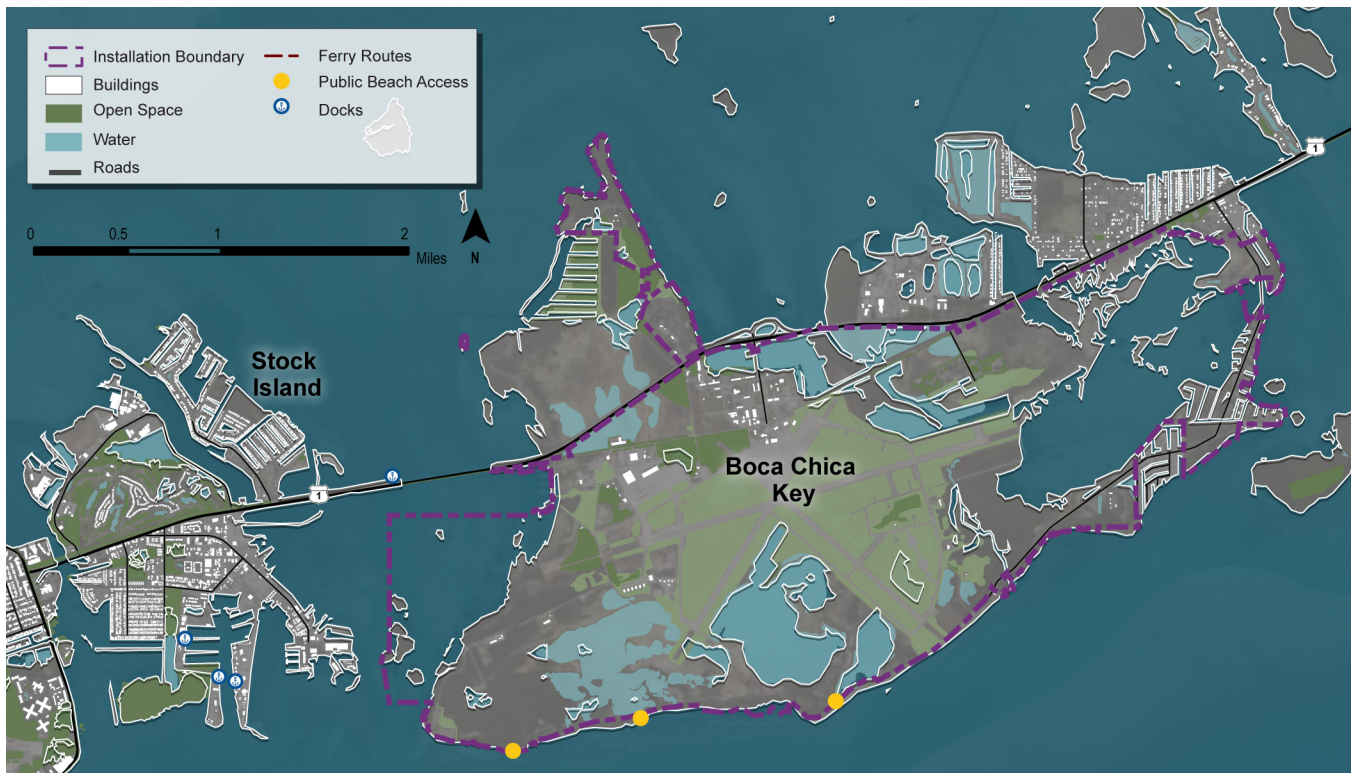 Installation Boundary
Buildings
Open Space
Water
Roads
Ferry Routes
Public Beach Access
Docks
0 0.5 1 2
Miles
N
Stock
Island
Boca Chica
Key
1
1